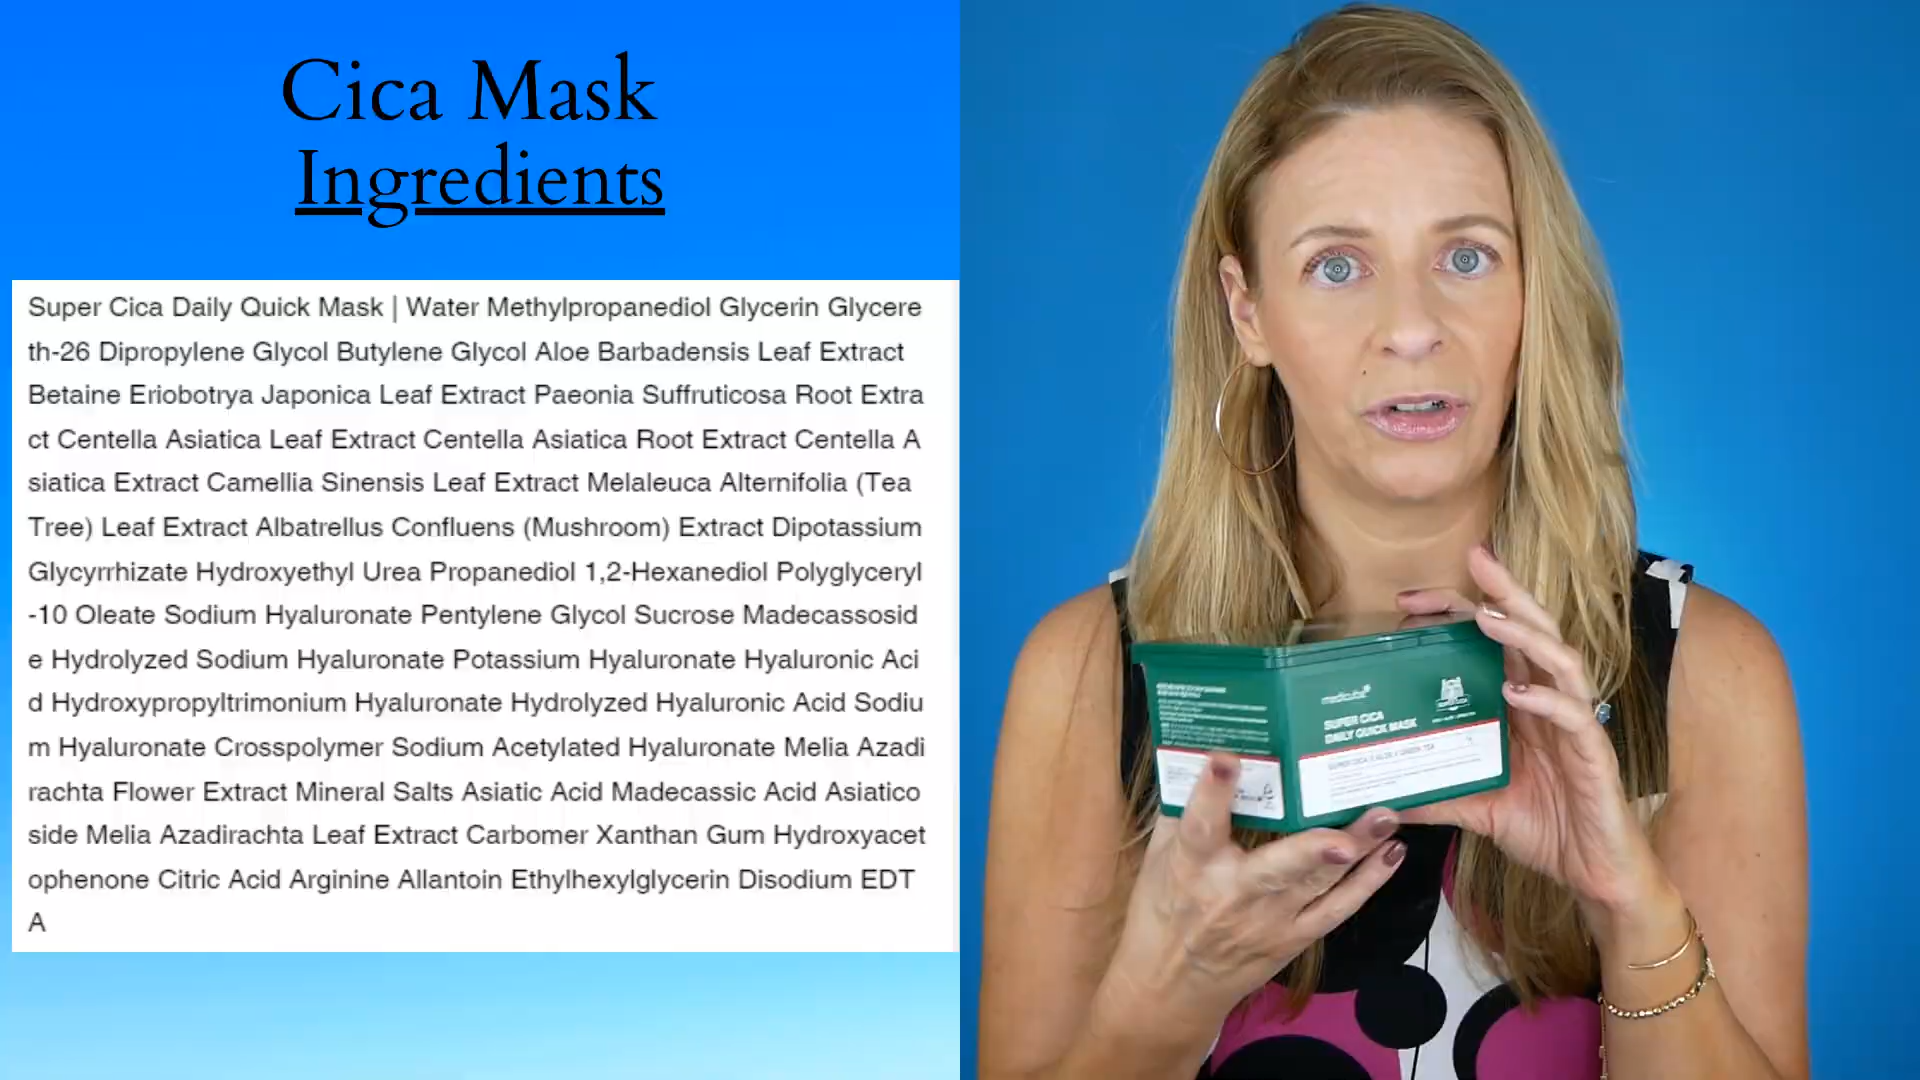 Cica Mask
Ingredients
Super Cica Daily Quick Mask | Water Methylpropanediol Glycerin Glycere
th-26 Dipropylene Glycol Butylene Glycol Aloe Barbadensis Leaf Extract
Betaine Eriobotrya Japonica Leaf Extract Paeonia Suffruticosa Root Extra
ct Centella Asiatica Leaf Extract Centella Asiatica Root Extract Centella A
siatica Extract Camellia Sinensis Leaf Extract Melaleuca Alternifolia (Tea
Tree) Leaf Extract Albatrellus Confluens (Mushroom) Extract Dipotassium
Glycyrrhizate Hydroxyethyl Urea Propanediol 1,2-Hexanediol Polyglyceryl
-10 Oleate Sodium Hyaluronate Pentylene Glycol Sucrose Madecassosid
e Hydrolyzed Sodium Hyaluronate Potassium Hyaluronate Hyaluronic Aci
d Hydroxypropyltrimonium Hyaluronate Hydrolyzed Hyaluronic Acid Sodiu
m Hyaluronate Crosspolymer Sodium Acetylated Hyaluronate Melia Azadi
rachta Flower Extract Mineral Salts Asiatic Acid Madecassic Acid Asiatico
side Melia Azadirachta Leaf Extract Carbomer Xanthan Gum Hydroxyacet
ophenone Citric Acid Arginine Allantoin Ethylhexylglycerin Disodium EDT
A
medicube
SUPER CICA
DAILY QUICK MASK